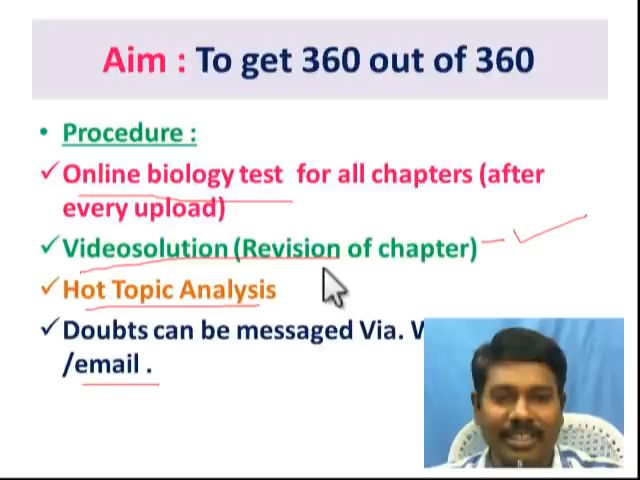 Aim : To get 360 out of 360
• Procedure :
✓ Online biology test for all chapters (after
every upload)
✓ Videosolution (Revision of chapter)
✓ Hot Topic Analysis
✓ Doubts can be messaged Via.
/email .